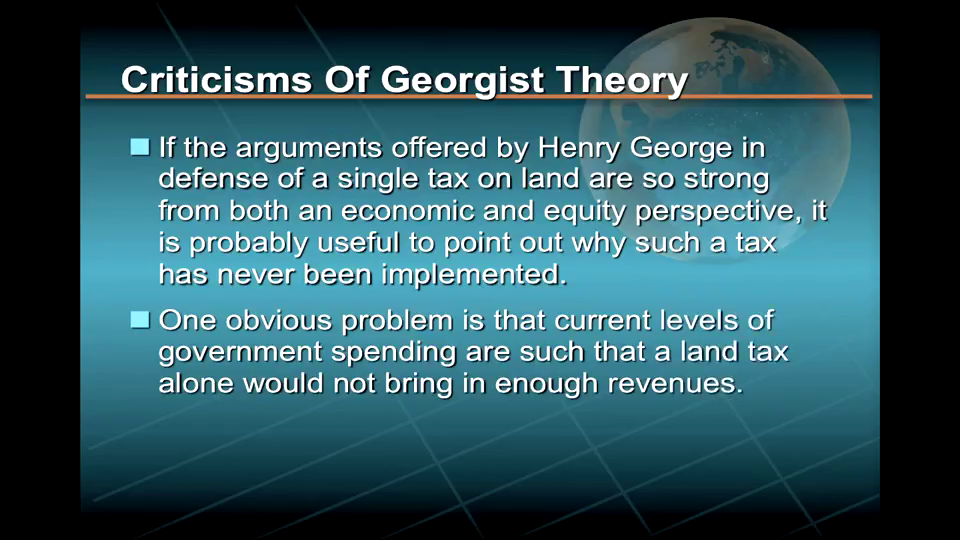 Criticisms Of Georgist Theory
If the arguments offered by Henry George in
defense of a single tax on land are so strong
from both an economic and equity perspective, it
is probably useful to point out why such a tax
has never been implemented.
One obvious problem is that current levels of
government spending are such that a land tax
alone would not bring in enough revenues.